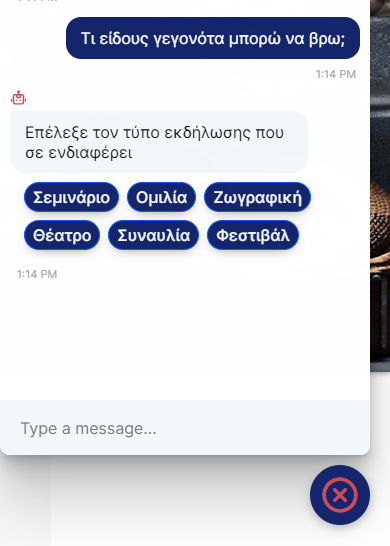 Τι είδους γεγονότα μπορώ να βρω;
1:14 PM
Επέλεξε τον τύπο εκδήλωσης που
σε ενδιαφέρει
Σεμινάριο Ομιλία Ζωγραφική
Θέατρο Συναυλία Φεστιβάλ
1:14 PM
Type a message...